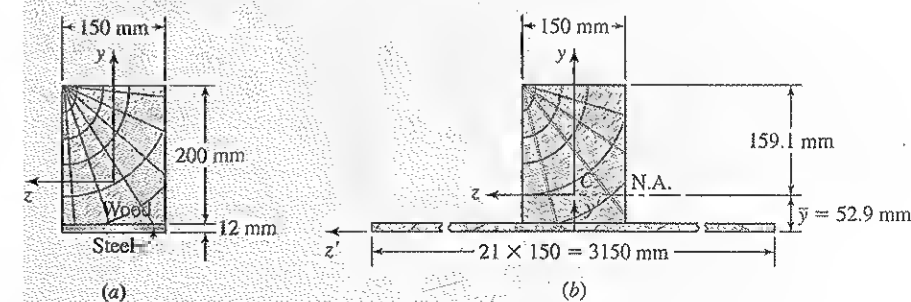 150 mm
y
200 mm
z
Wood
12 mm
Steel
(a)
150 mm
y
159.1 mm
z
C
N.A.
ȳ = 52.9 mm
z'
21 × 150 = 3150 mm
(b)